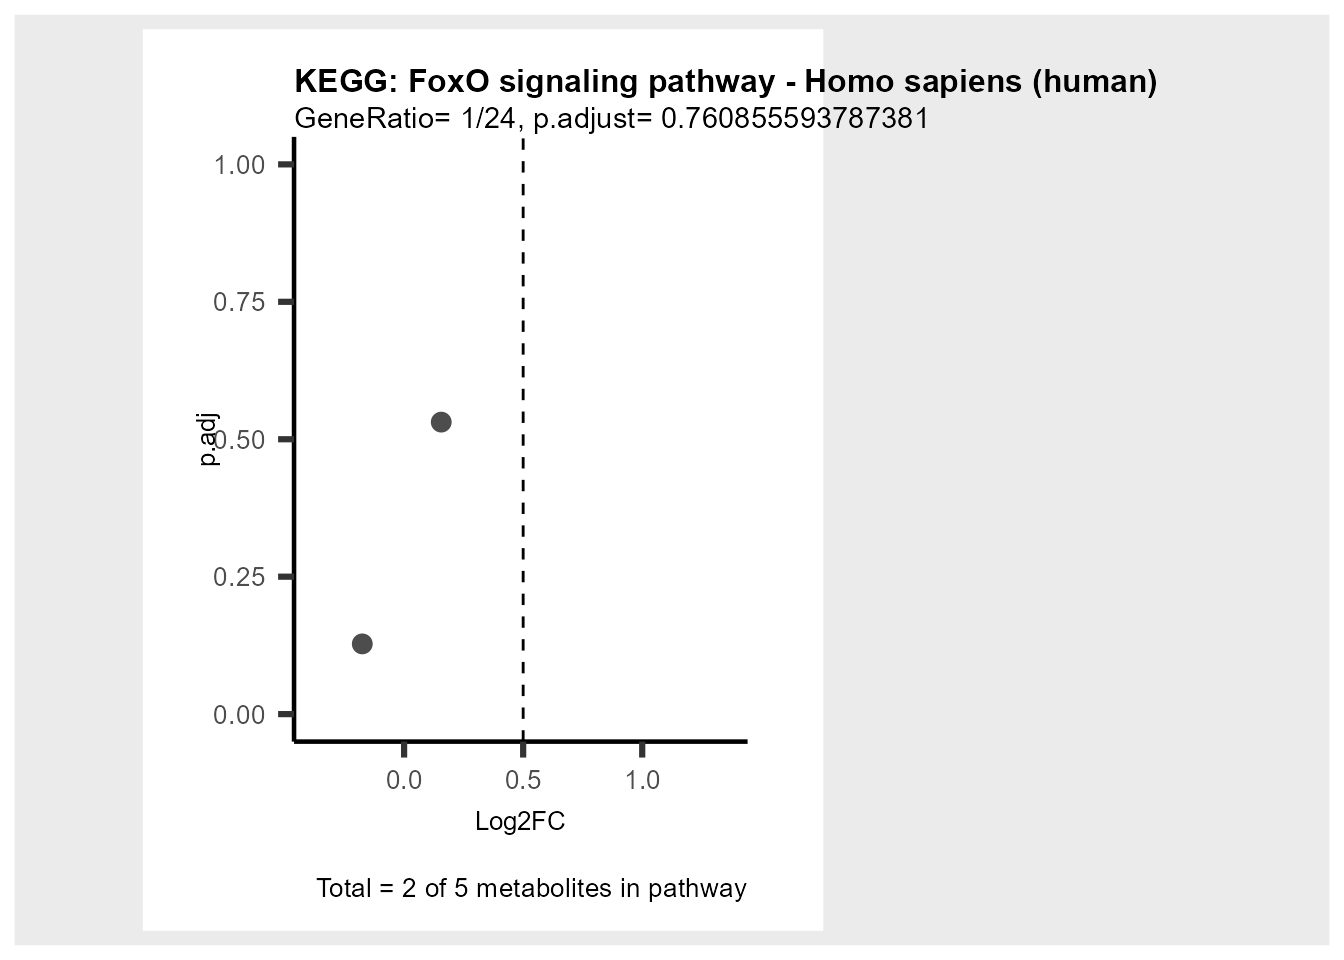 KEGG: FoxO signaling pathway - Homo sapiens (human)
GeneRatio= 1/24, p.adjust= 0.760855593787381
1.00
0.75
0.50
0.25
0.00
p.adj
0.0 0.5 1.0
Log2FC
Total = 2 of 5 metabolites in pathway